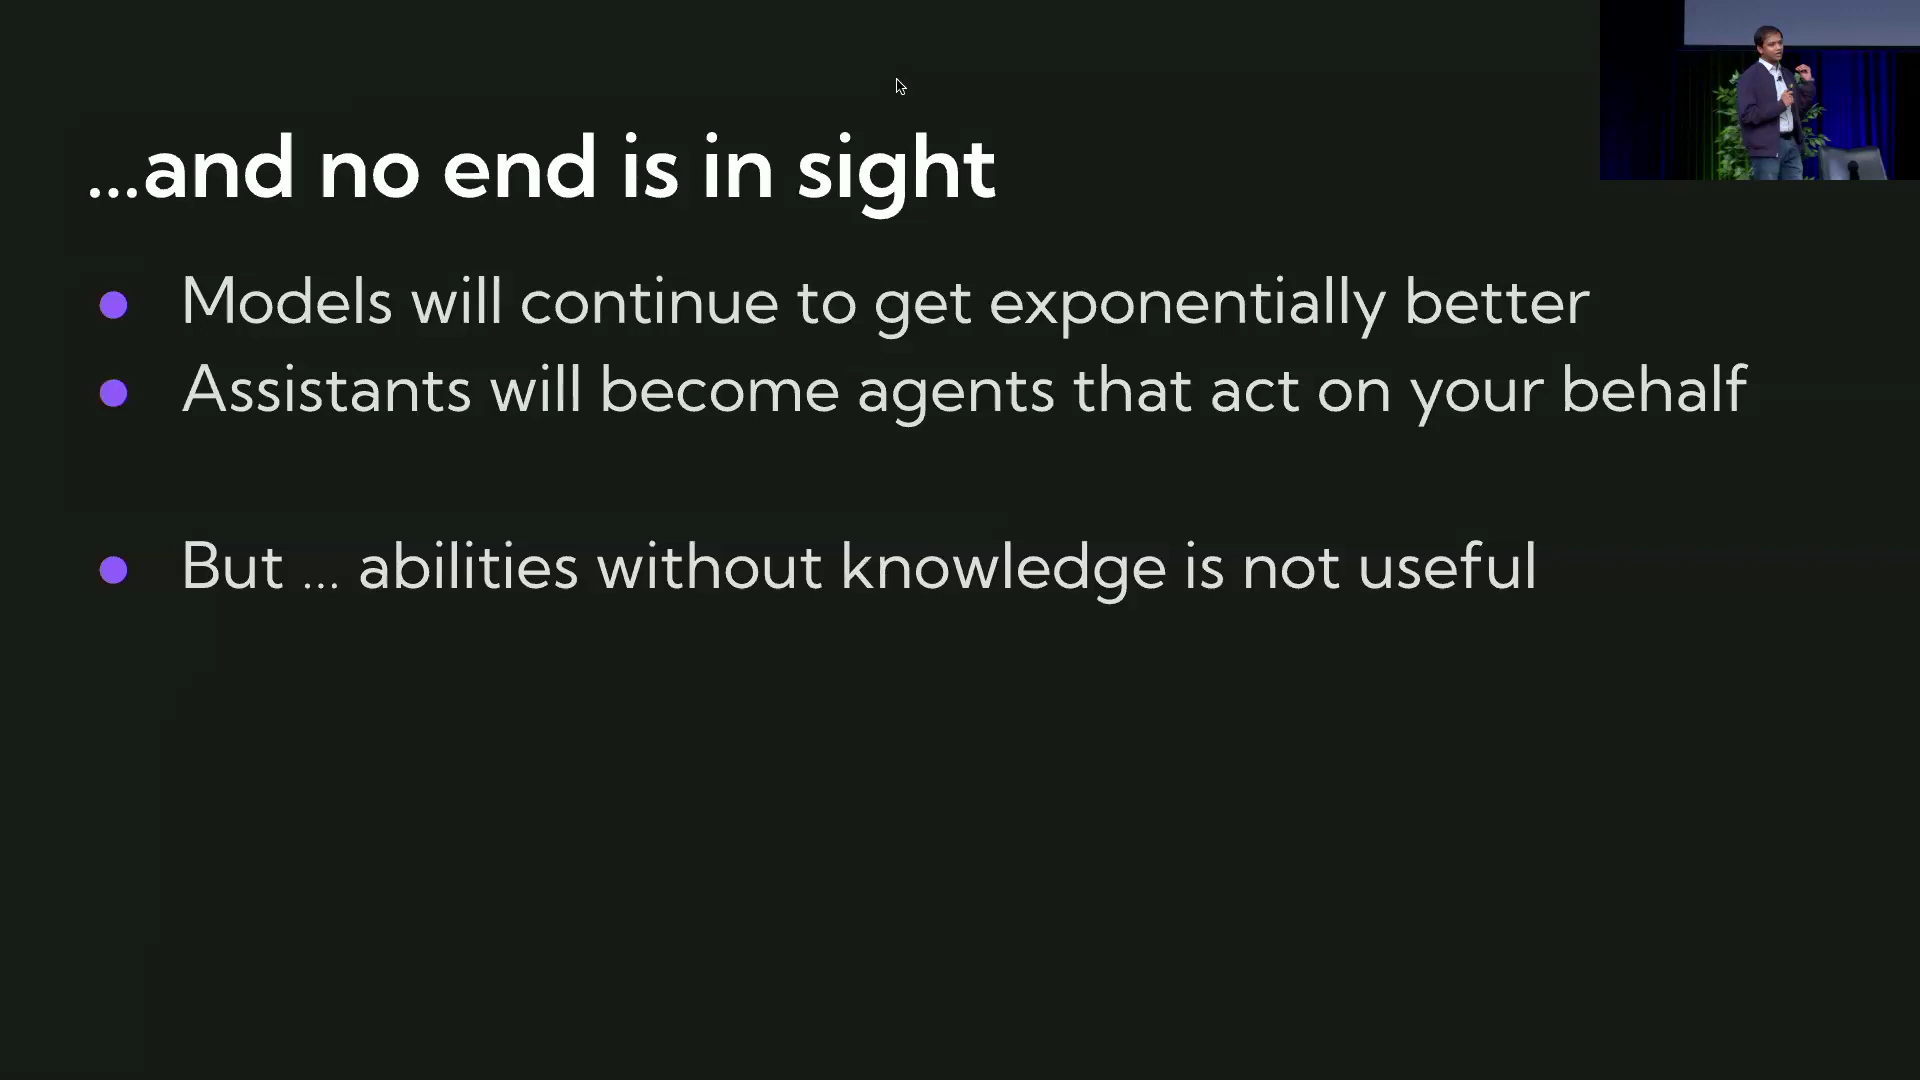 ...and no end is in sight
Models will continue to get exponentially better
Assistants will become agents that act on your behalf
But ... abilities without knowledge is not useful